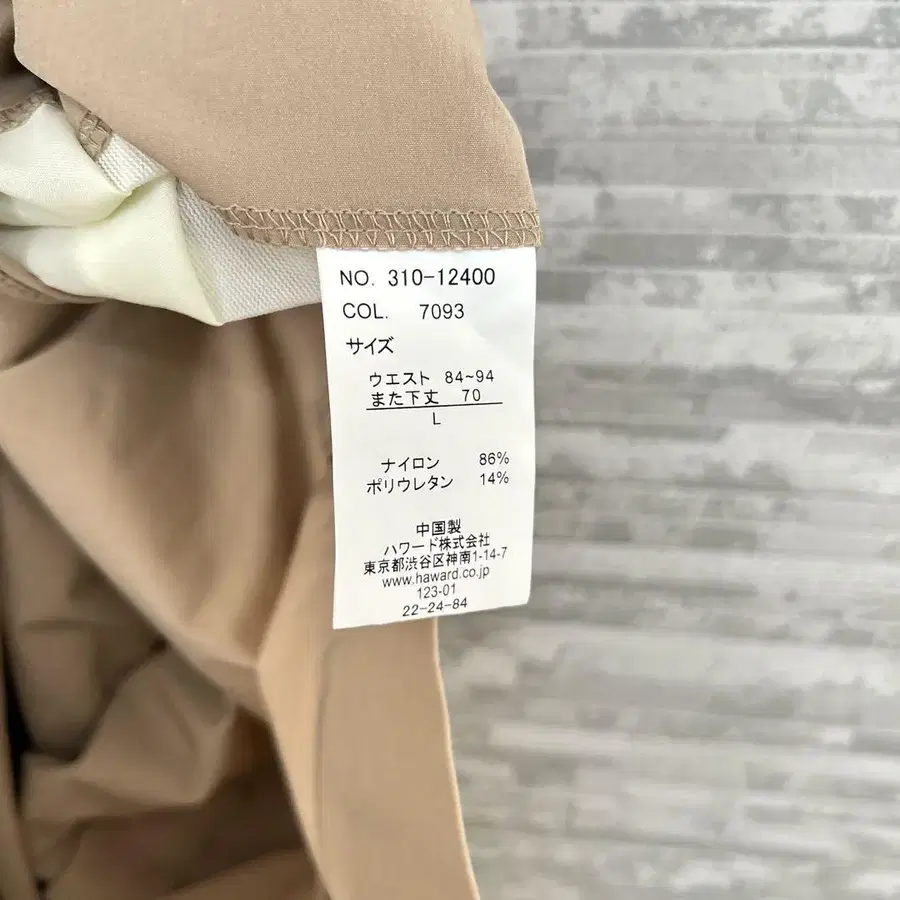 NO. 310-12400
COL. 7093
サイズ
ウエスト 84~94
また下丈 70
L
ナイロン 86%
ポリウレタン 14%
中国製
ハワード株式会社
東京都渋谷区神南1-14-7
www.haward.co.jp
123-01
22-24-84